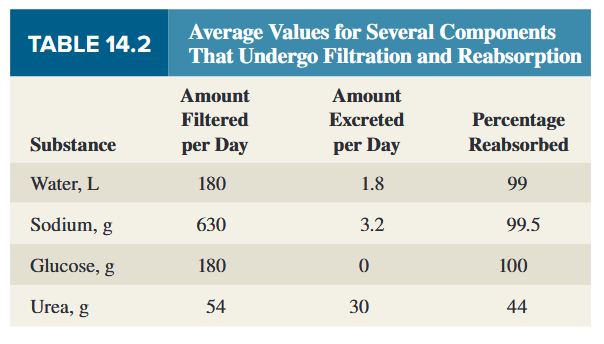 TABLE 14.2
Average Values for Several Components
That Undergo Filtration and Reabsorption
Amount Filtered per Day
Amount Excreted per Day
Percentage Reabsorbed
Substance
Water, L 180 1.8 99
Sodium, g 630 3.2 99.5
Glucose, g 180 0 100
Urea, g 54 30 44